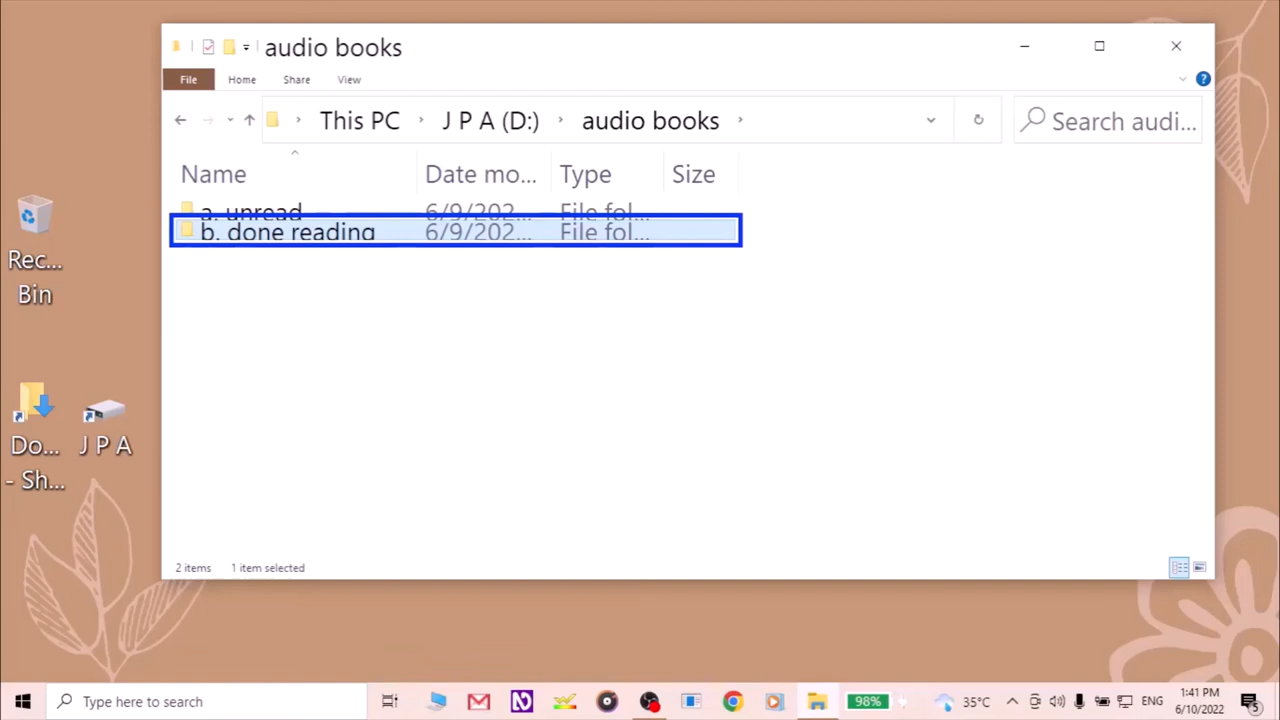 audio books
File Home Share View
This PC J P A (D:) audio books Search audi...
Name Date mo... Type Size
a. unread 6/9/202... File fol...
b. done reading 6/9/202... File fol...
Rec...
Bin
Do...
- Sh...
J P A
2 items 1 item selected
Type here to search 98% 35°C ENG 1:41 PM
6/10/2022
5